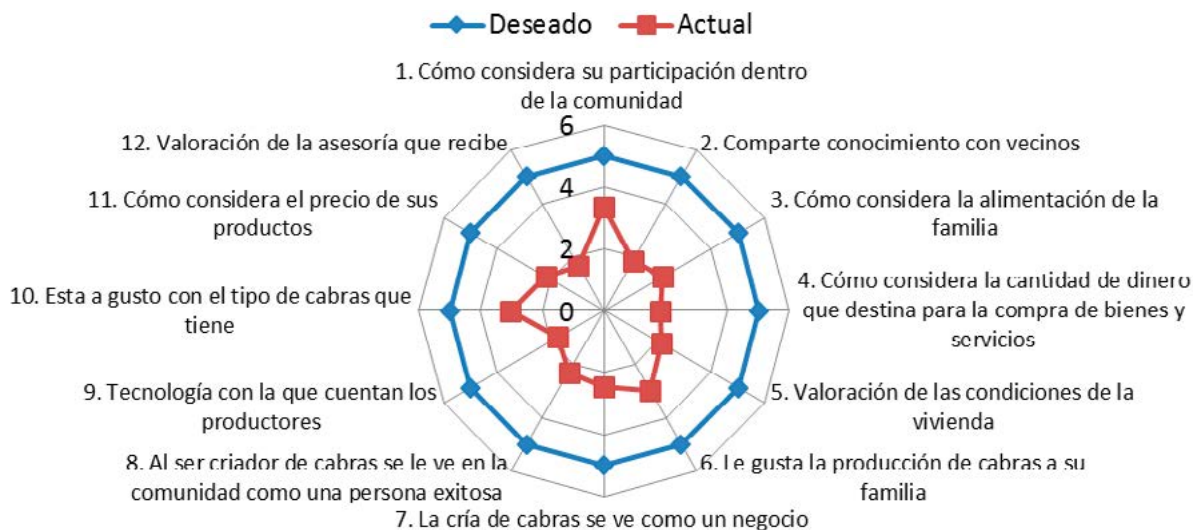 Deseado Actual
1. Cómo considera su participación dentro
de la comunidad
2. Comparte conocimiento con vecinos
3. Cómo considera la alimentación de la
familia
4. Cómo considera la cantidad de dinero
que destina para la compra de bienes y
servicios
5. Valoración de las condiciones de la
vivienda
6. Le gusta la producción de cabras a su
familia
7. La cría de cabras se ve como un negocio
8. Al ser criador de cabras se le ve en la
comunidad como una persona exitosa
9. Tecnología con la que cuentan los
productores
10. Esta a gusto con el tipo de cabras que
tiene
11. Cómo considera el precio de sus
productos
12. Valoración de la asesoría que recibe
6
4
2
0